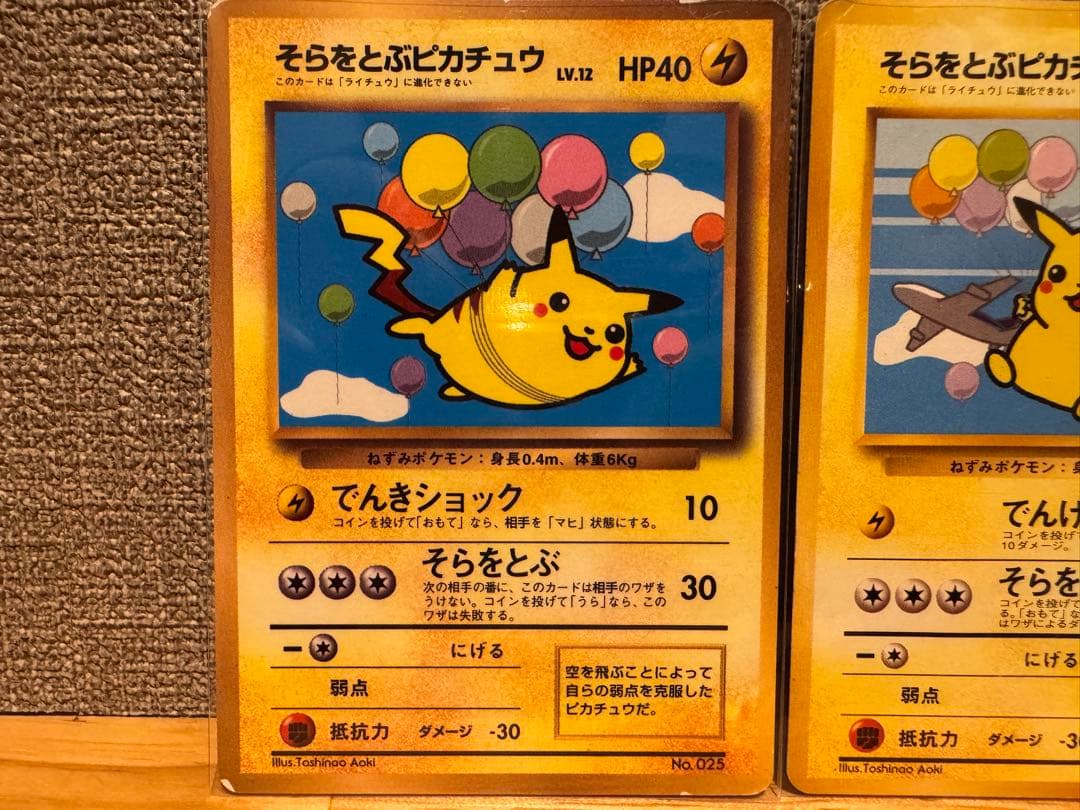 そらをとぶピカチュウ LV.12 HP40
このカードは「ライチュウ」に進化できない
ねずみポケモン：身長0.4m、体重6Kg
でんきショック 10
コインを投げて「おもて」なら、相手を「マヒ」状態にする。
そらをとぶ 30
次の相手の番に、このカードは相手のワザを
うけない。コインを投げて「うら」なら、この
ワザは失敗する。
にげる
弱点
抵抗力 ダメージ -30
空を飛ぶことによって
自らの弱点を克服した
ピカチュウだ。
Illus.Toshinao Aoki No.025
そらをとぶピカチ
このカードは「ライチュウ」に進化できない
ねずみポケモン：
でんげ
コインを投げ
10ダメージ。
そらを
コインを投げて
る。「おもて」な
はワザによるダ
にげる
弱点
抵抗力 ダメージ -3
Illus.Toshinao Aoki